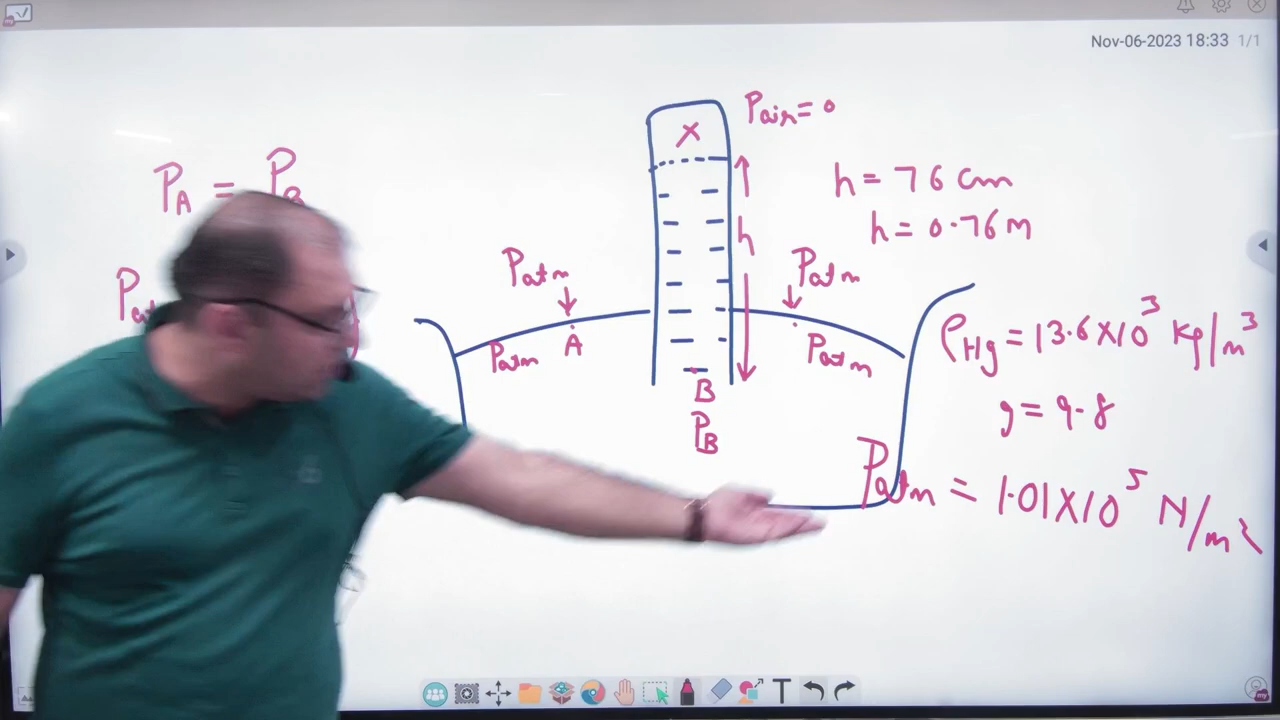 Nov-06-2023 18:33 1/1
Pair = 0
X
PA = PB
h = 76 cm
h = 0.76 m
h
Patm
Patm
Pat
A
Patm
Patm
ρHg = 13.6 X 10³ Kg/m³
B
PB
g = 9.8
Patm = 1.01 X 10⁵ N/m²
T